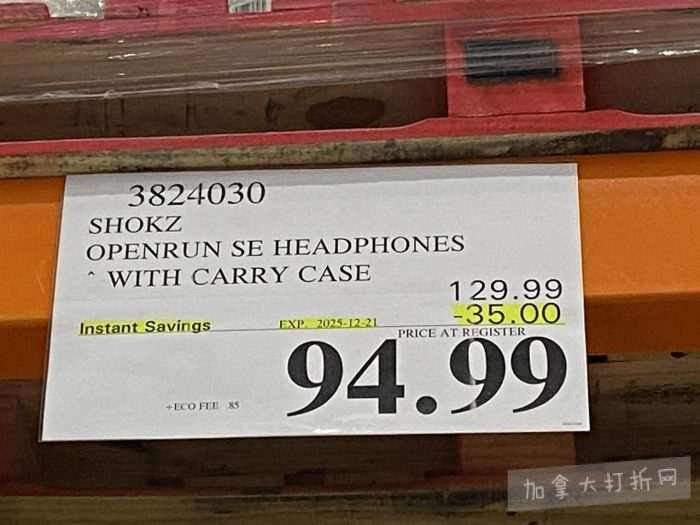 3824030
SHOKZ
OPENRUN SE HEADPHONES
^ WITH CARRY CASE
129.99
Instant Savings EXP. 2025-12-21 -35.00
PRICE AT REGISTER
94.99
+ECO FEE .85
加拿大打折网